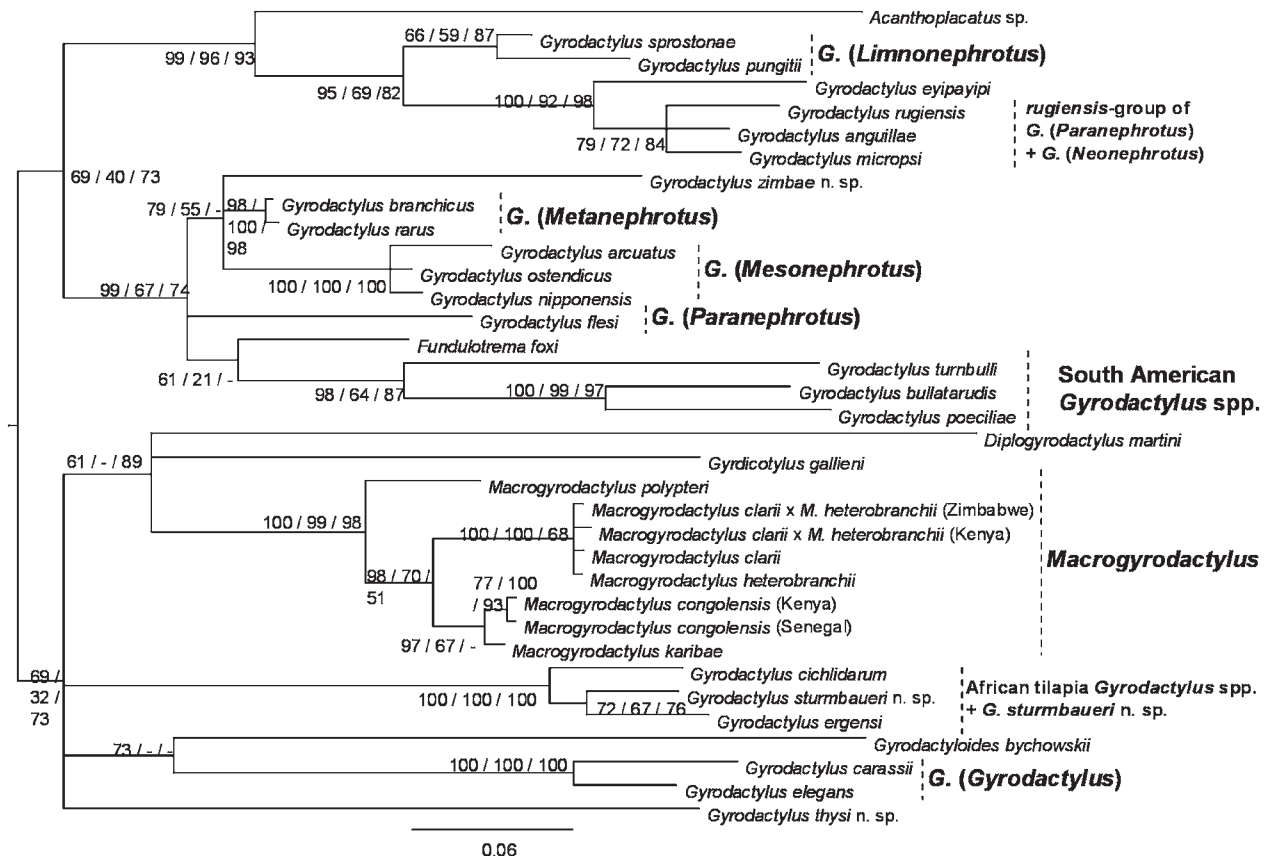 Acanthoplacatus sp.
66 / 59 / 87
Gyrodactylus sprostonae
99 / 96 / 93
Gyrodactylus pungitii
G. (Limnonephrotus)
95 / 69 /82
Gyrodactylus eyipayipi
100 / 92 / 98
Gyrodactylus rugiensis
Gyrodactylus anguillae
79 / 72 / 84
Gyrodactylus micropsi
rugiensis-group of
G. (Paranephrotus)
+ G. (Neonephrotus)
69 / 40 / 73
Gyrodactylus zimbae n. sp.
79 / 55 / -
98 /
100 /
98
Gyrodactylus branchicus
Gyrodactylus rarus
G. (Metanephrotus)
Gyrodactylus arcuatus
Gyrodactylus ostendicus
100 / 100 / 100
Gyrodactylus nipponensis
G. (Mesonephrotus)
99 / 67 / 74
Gyrodactylus flesi
G. (Paranephrotus)
Fundulotrema foxi
61 / 21 / -
Gyrodactylus turnbulli
98 / 64 / 87
100 / 99 / 97
Gyrodactylus bullatarudis
Gyrodactylus poeciliae
South American
Gyrodactylus spp.
Diplogyrodactylus martini
61 / - / 89
Gyrdicotylus gallieni
Macrogyrodactylus polypteri
100 / 99 / 98
Macrogyrodactylus clarii x M. heterobranchii (Zimbabwe)
100 / 100 / 68
Macrogyrodactylus clarii x M. heterobranchii (Kenya)
Macrogyrodactylus clarii
Macrogyrodactylus heterobranchii
Macrogyrodactylus
98 / 70 /
51
77 / 100
/ 93
Macrogyrodactylus congolensis (Kenya)
Macrogyrodactylus congolensis (Senegal)
97 / 67 / -
Macrogyrodactylus karibae
69 /
32 /
73
Gyrodactylus cichlidarum
100 / 100 / 100
Gyrodactylus sturmbaueri n. sp.
72 / 67 / 76
Gyrodactylus ergensi
African tilapia Gyrodactylus spp.
+ G. sturmbaueri n. sp.
Gyrodactyloides bychowskii
73 / - / -
100 / 100 / 100
Gyrodactylus carassii
Gyrodactylus elegans
G. (Gyrodactylus)
Gyrodactylus thysi n. sp.
0.06